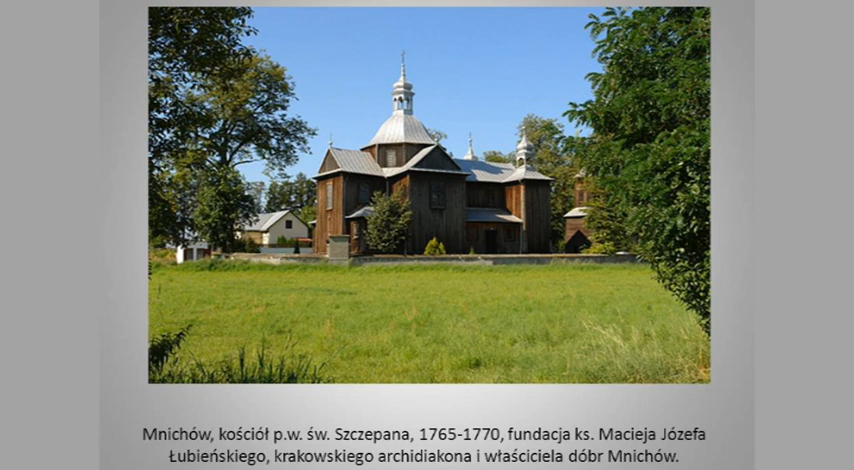 Mnichów, kościół p.w. św. Szczepana, 1765-1770, fundacja ks. Macieja Józefa
Łubieńskiego, krakowskiego archidiakona i właściciela dóbr Mnichów.